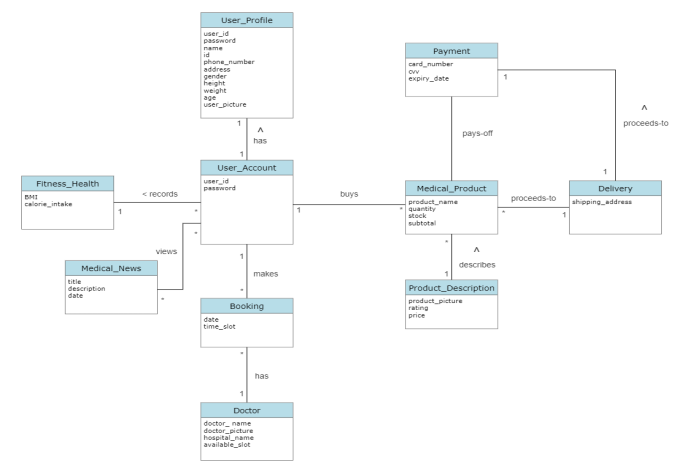 User_Profile
user_id
password
name
id
phone_number
address
gender
height
weight
age
user_picture
1
^
has
1
User_Account
user_id
password
Payment
card_number
cvv
expiry_date
1
^
proceeds-to
pays-off
1
Fitness_Health
BMI
calorie_intake
< records
1
*
*
views
Medical_News
title
description
date
*
buys
1
*
Medical_Product
product_name
quantity
stock
subtotal
proceeds-to
*
1
Delivery
shipping_address
*
^
describes
1
Product_Description
product_picture
rating
price
1
makes
*
Booking
date
time_slot
*
has
1
Doctor
doctor_ name
doctor_picture
hospital_name
available_slot